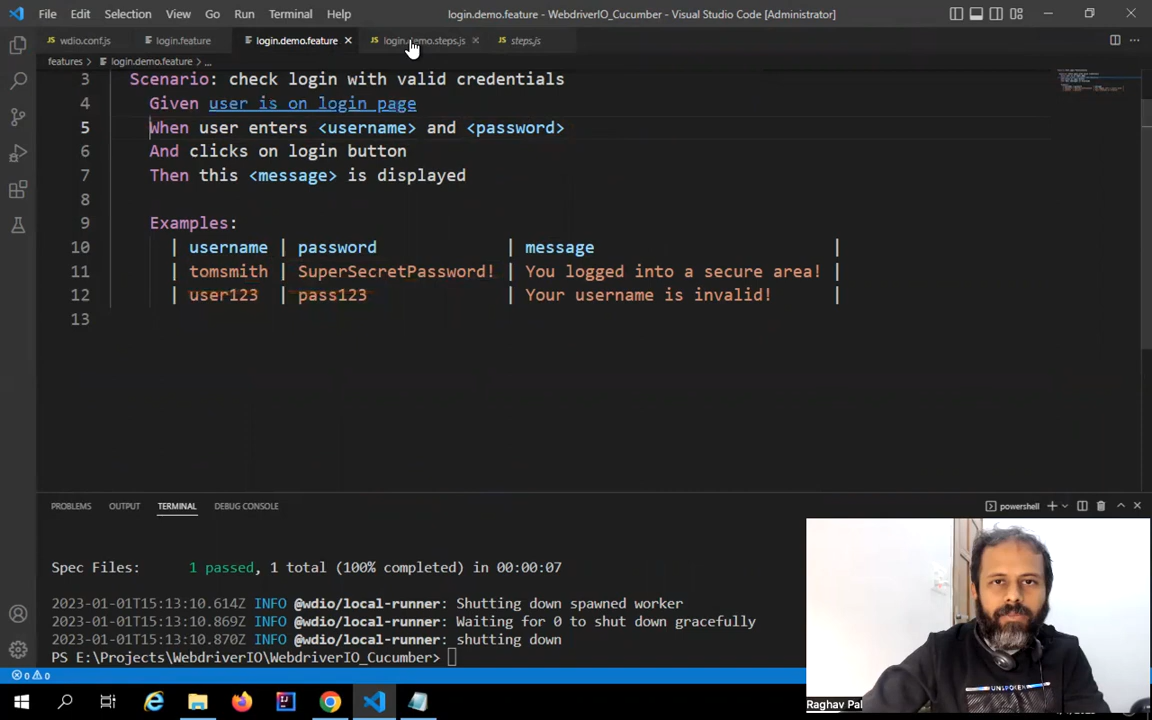 File Edit Selection View Go Run Terminal Help login.demo.feature - WebdriverIO_Cucumber - Visual Studio Code [Administrator]
JS wdio.conf.js login.feature login.demo.feature × JS login.demo.steps.js × JS steps.js
features > login.demo.feature > ...
3 Scenario: check login with valid credentials
4 Given user is on login page
5 When user enters <username> and <password>
6 And clicks on login button
7 Then this <message> is displayed
8
9 Examples:
10 | username | password | message |
11 | tomsmith | SuperSecretPassword! | You logged into a secure area! |
12 | user123 | pass123 | Your username is invalid! |
13
PROBLEMS OUTPUT TERMINAL DEBUG CONSOLE powershell
Spec Files: 1 passed, 1 total (100% completed) in 00:00:07
2023-01-01T15:13:10.614Z INFO @wdio/local-runner: Shutting down spawned worker
2023-01-01T15:13:10.869Z INFO @wdio/local-runner: Waiting for 0 to shut down gracefully
2023-01-01T15:13:10.870Z INFO @wdio/local-runner: shutting down
PS E:\Projects\WebdriverIO\WebdriverIO_Cucumber>
0 0
UNSPOKEN
Raghav Pal